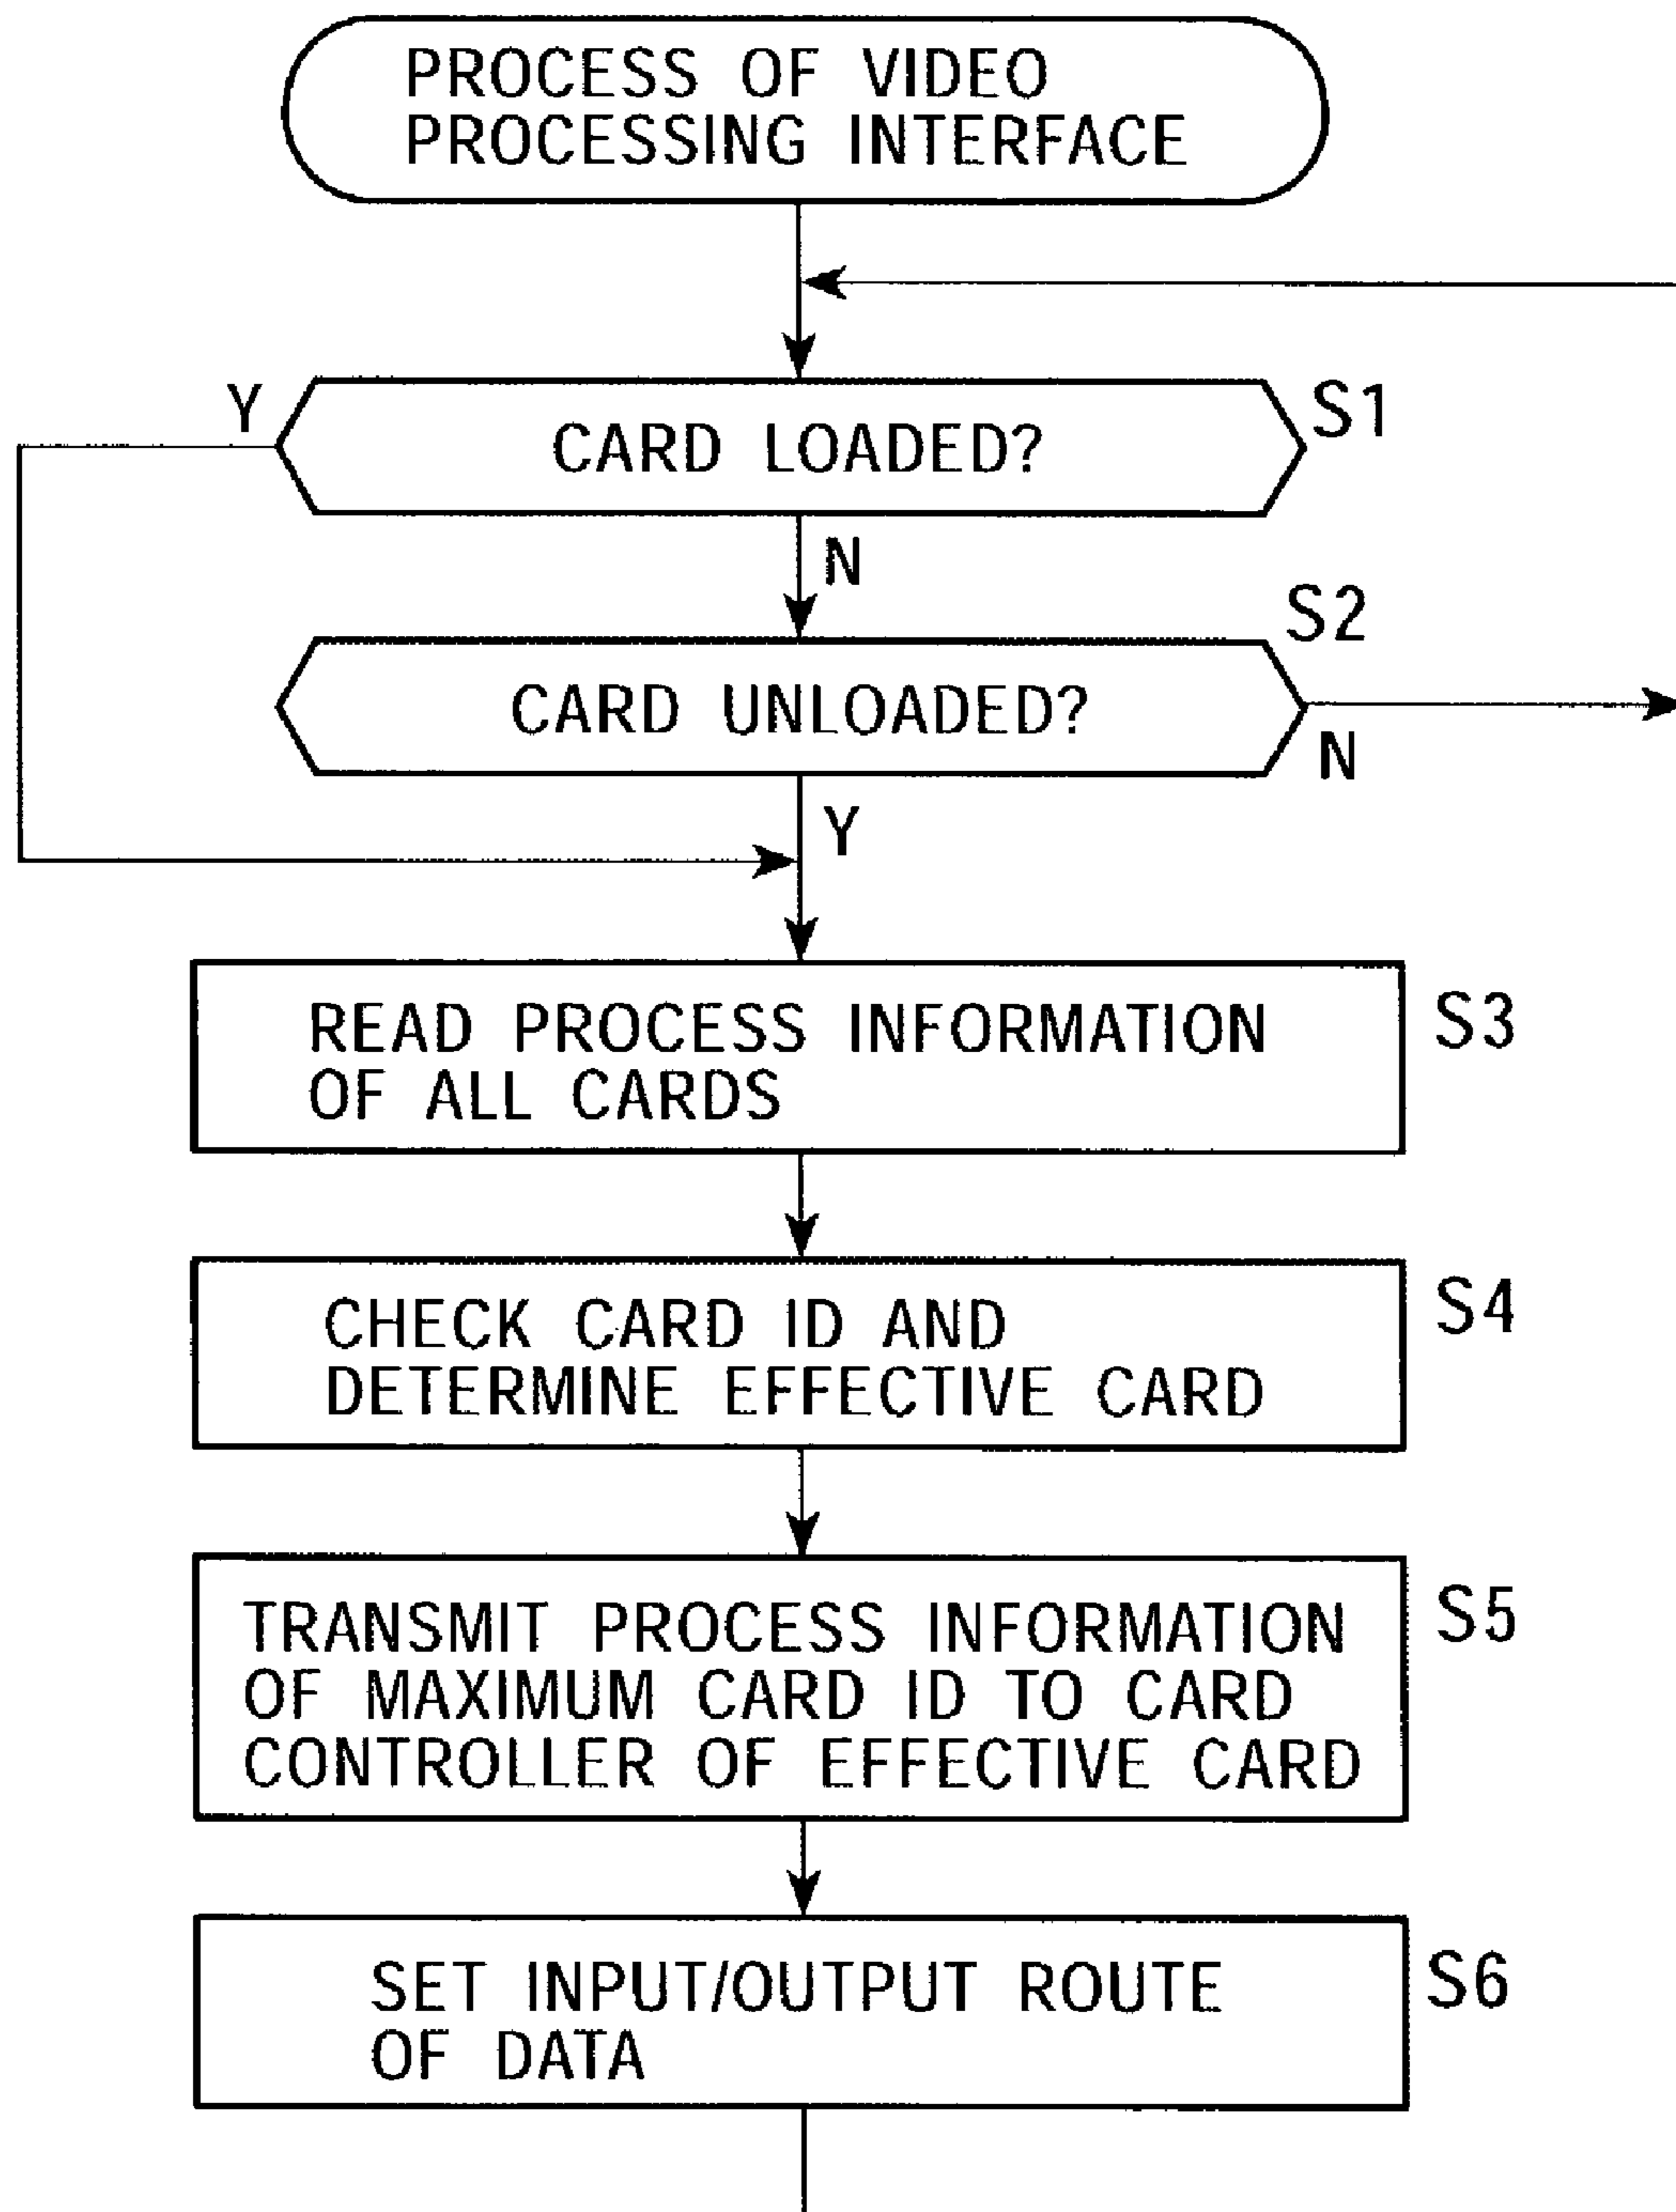 PROCESS OF VIDEO
PROCESSING INTERFACE
Y
CARD LOADED?
S1
N
S2
CARD UNLOADED?
N
Y
READ PROCESS INFORMATION
OF ALL CARDS
S3
CHECK CARD ID AND
DETERMINE EFFECTIVE CARD
S4
TRANSMIT PROCESS INFORMATION
OF MAXIMUM CARD ID TO CARD
CONTROLLER OF EFFECTIVE CARD
S5
SET INPUT/OUTPUT ROUTE
OF DATA
S6